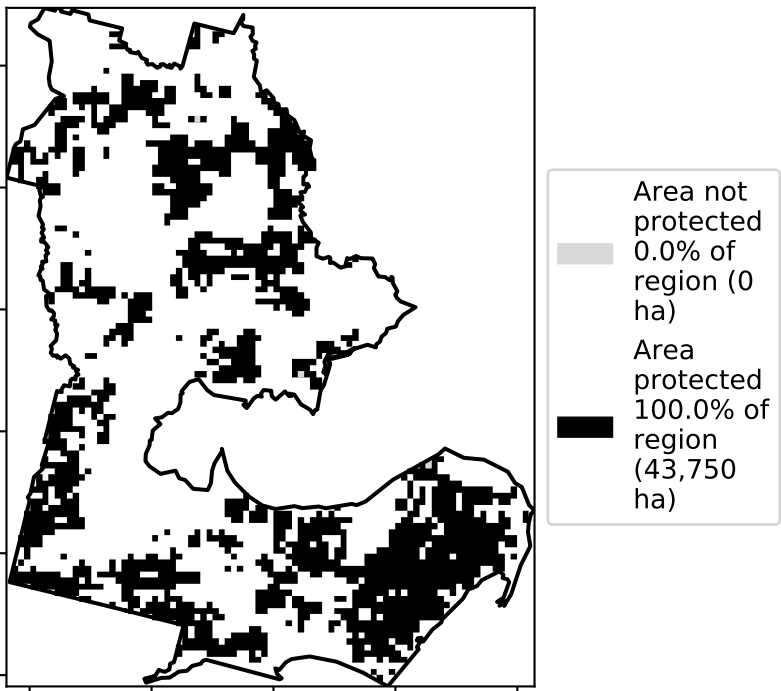 Area not
protected
0.0% of
region (0
ha)
Area
protected
100.0% of
region
(43,750
ha)